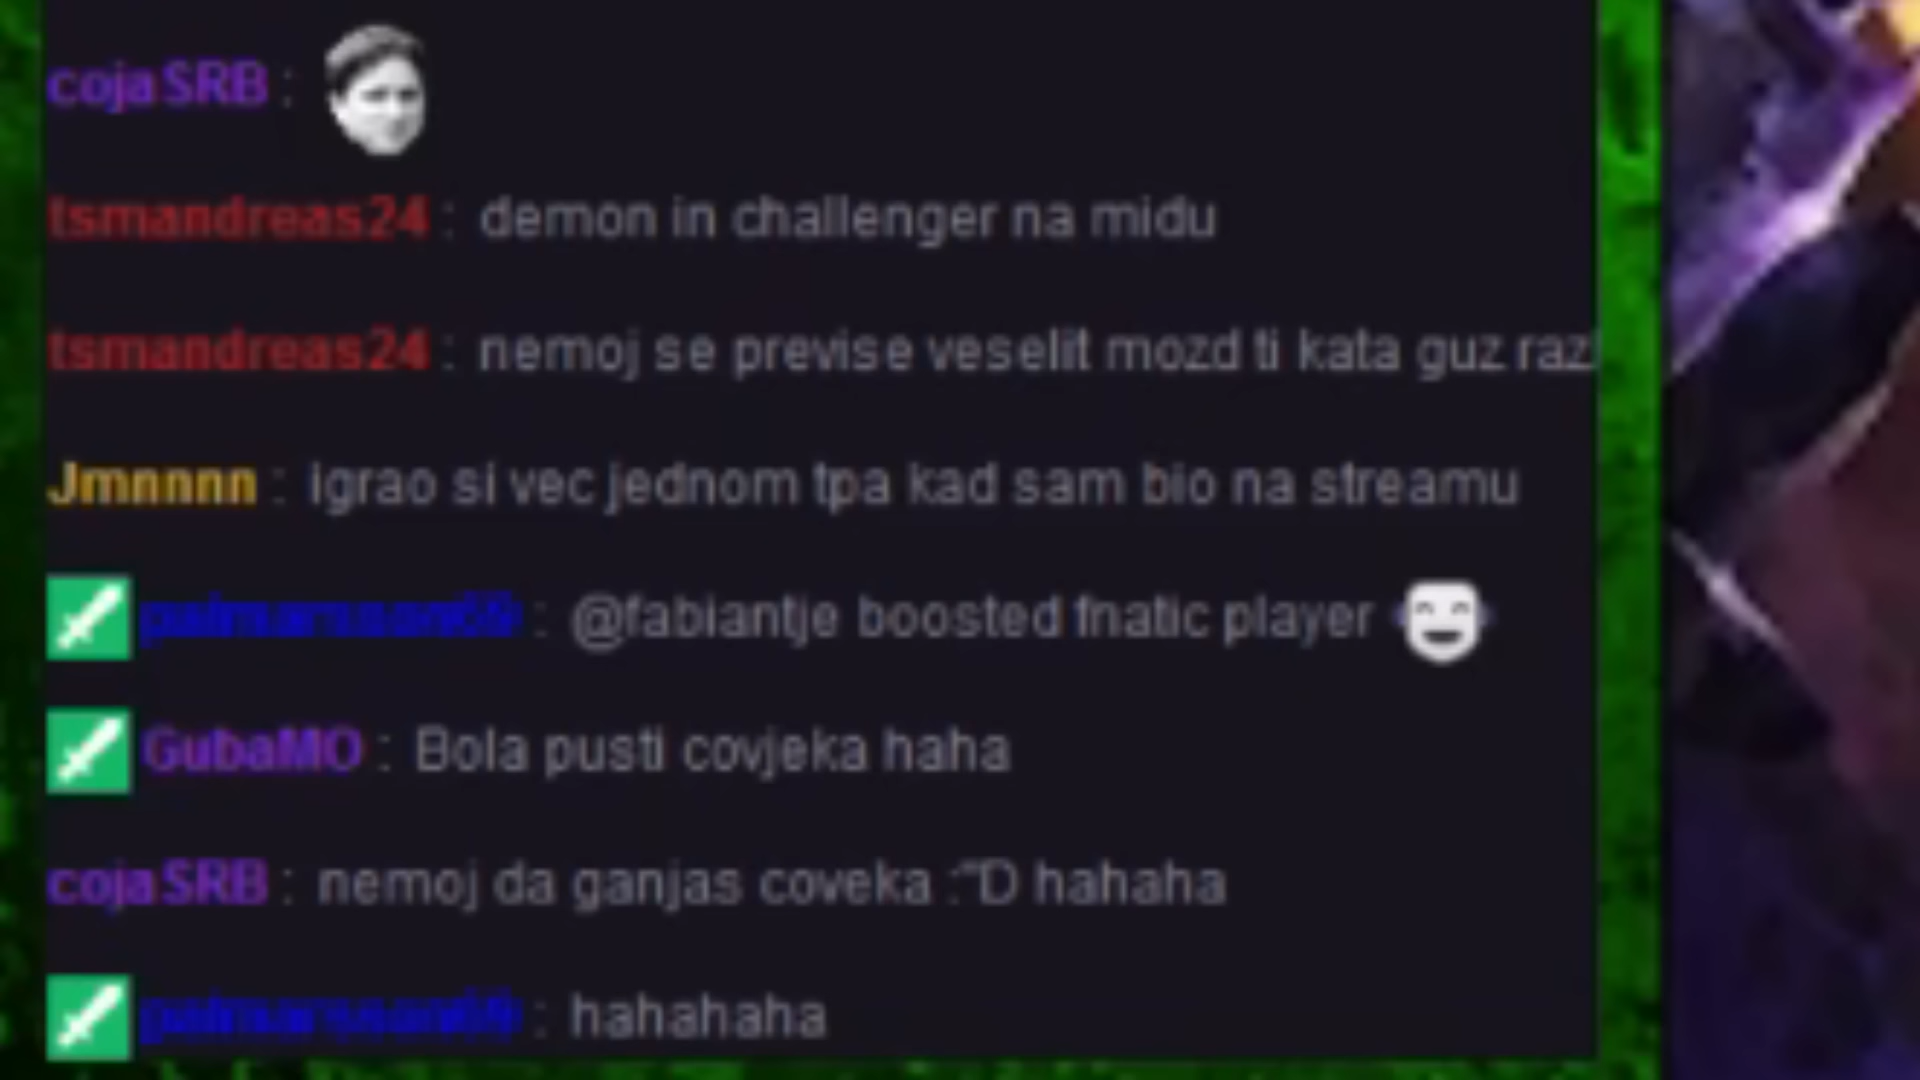 cojaSRB :
tsmandreas24 : demon in challenger na midu
tsmandreas24 : nemoj se previse veselit mozd ti kata guz raz
Jmnnnn : Igrao si vec jednom tpa kad sam bio na streamu
: @fabiantje boosted fnatic player
GubaMO : Bola pusti covjeka haha
cojaSRB : nemoj da ganjas coveka :"D hahaha
: hahahaha